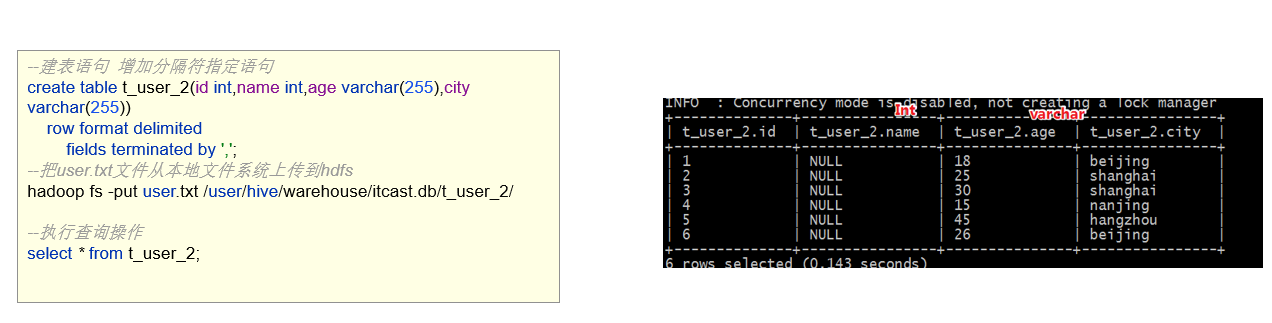 --建表语句 增加分隔符指定语句
create table t_user_2(id int,name int,age varchar(255),city
varchar(255))
row format delimited
fields terminated by ',';
--把user.txt文件从本地文件系统上传到hdfs
hadoop fs -put user.txt /user/hive/warehouse/itcast.db/t_user_2/
--执行查询操作
select * from t_user_2;
INFO : Concurrency mode is disabled, not creating a lock manager
Int varchar
+---------------+-----------------+----------------+-----------------+
| t_user_2.id | t_user_2.name | t_user_2.age | t_user_2.city |
+---------------+-----------------+----------------+-----------------+
| 1 | NULL | 18 | beijing |
| 2 | NULL | 25 | shanghai |
| 3 | NULL | 30 | shanghai |
| 4 | NULL | 15 | nanjing |
| 5 | NULL | 45 | hangzhou |
| 6 | NULL | 26 | beijing |
+---------------+-----------------+----------------+-----------------+
6 rows selected (0.143 seconds)